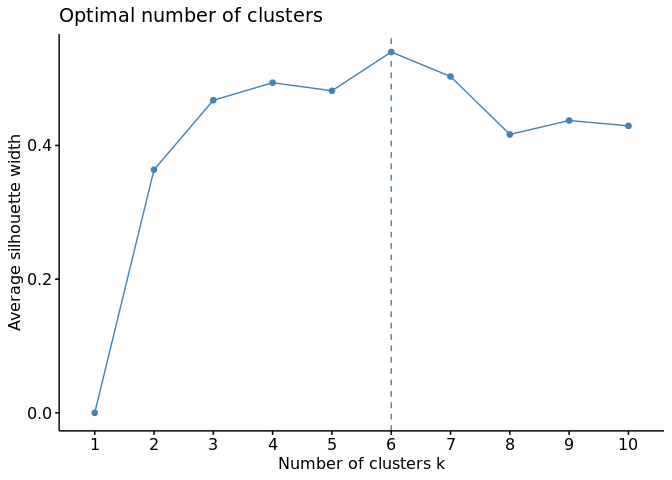 Optimal number of clusters
Average silhouette width
0.4
0.2
0.0
1 2 3 4 5 6 7 8 9 10
Number of clusters k